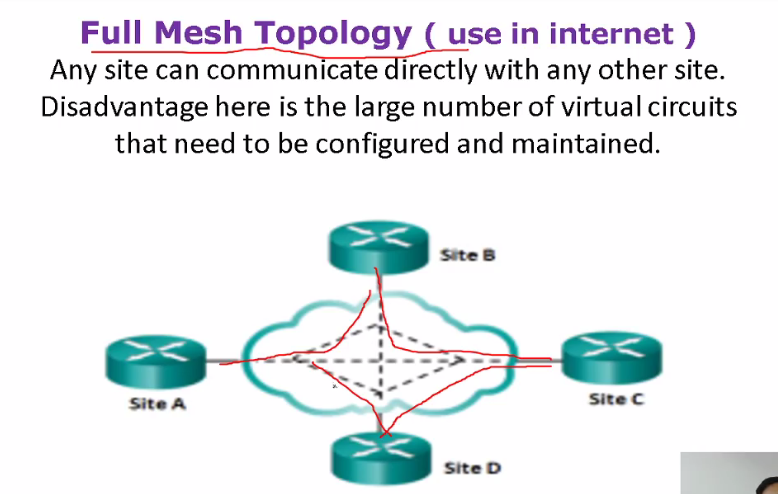 Full Mesh Topology ( use in internet )
Any site can communicate directly with any other site.
Disadvantage here is the large number of virtual circuits
that need to be configured and maintained.
Site B
Site A
Site C
Site D